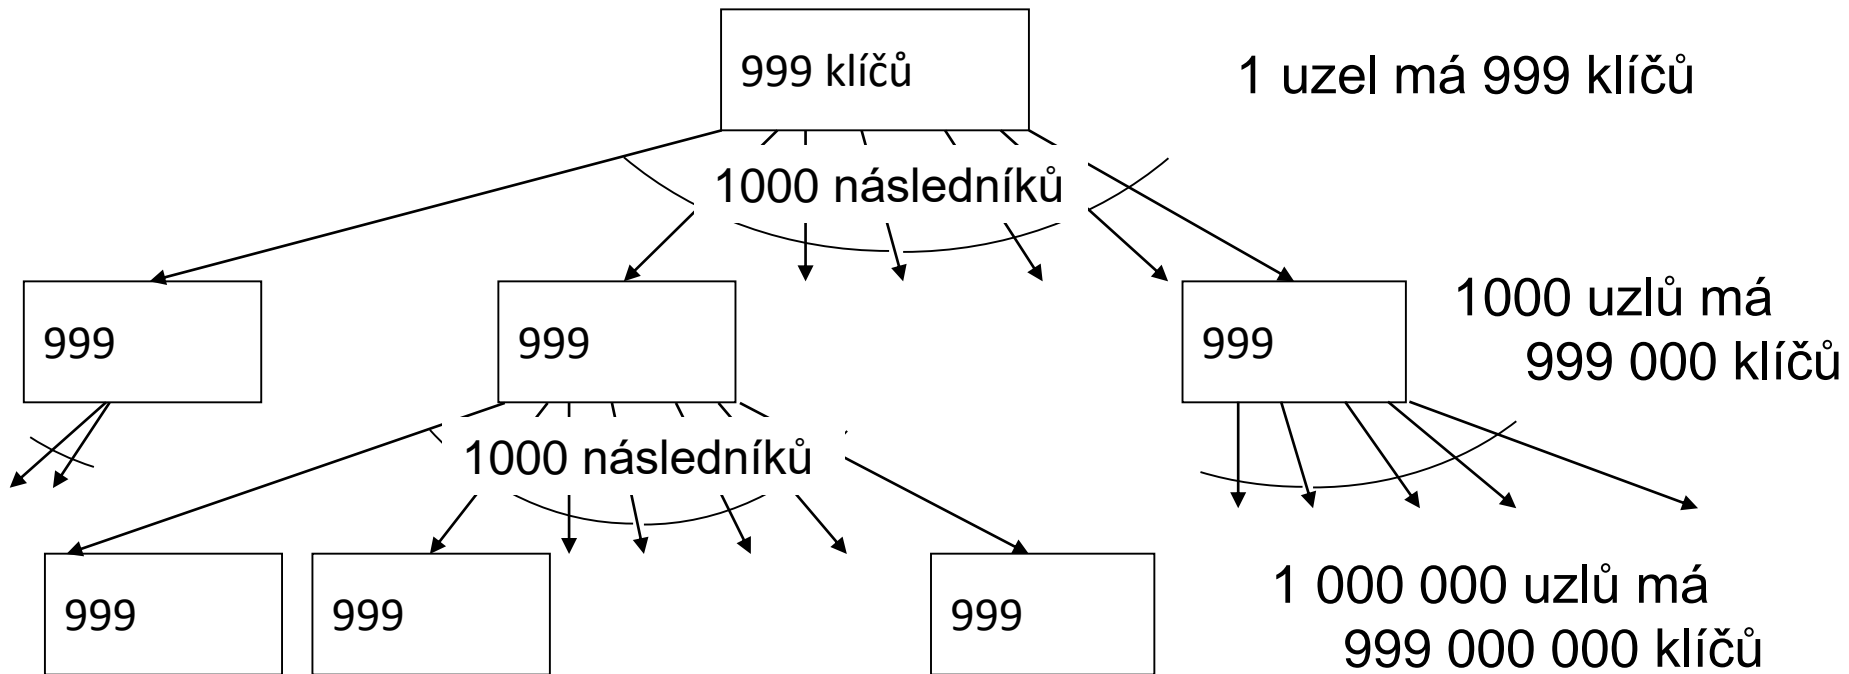 999 klíčů
1 uzel má 999 klíčů
1000 následníků
999
999
999
1000 uzlů má
999 000 klíčů
1000 následníků
999
999
999
1 000 000 uzlů má
999 000 000 klíčů